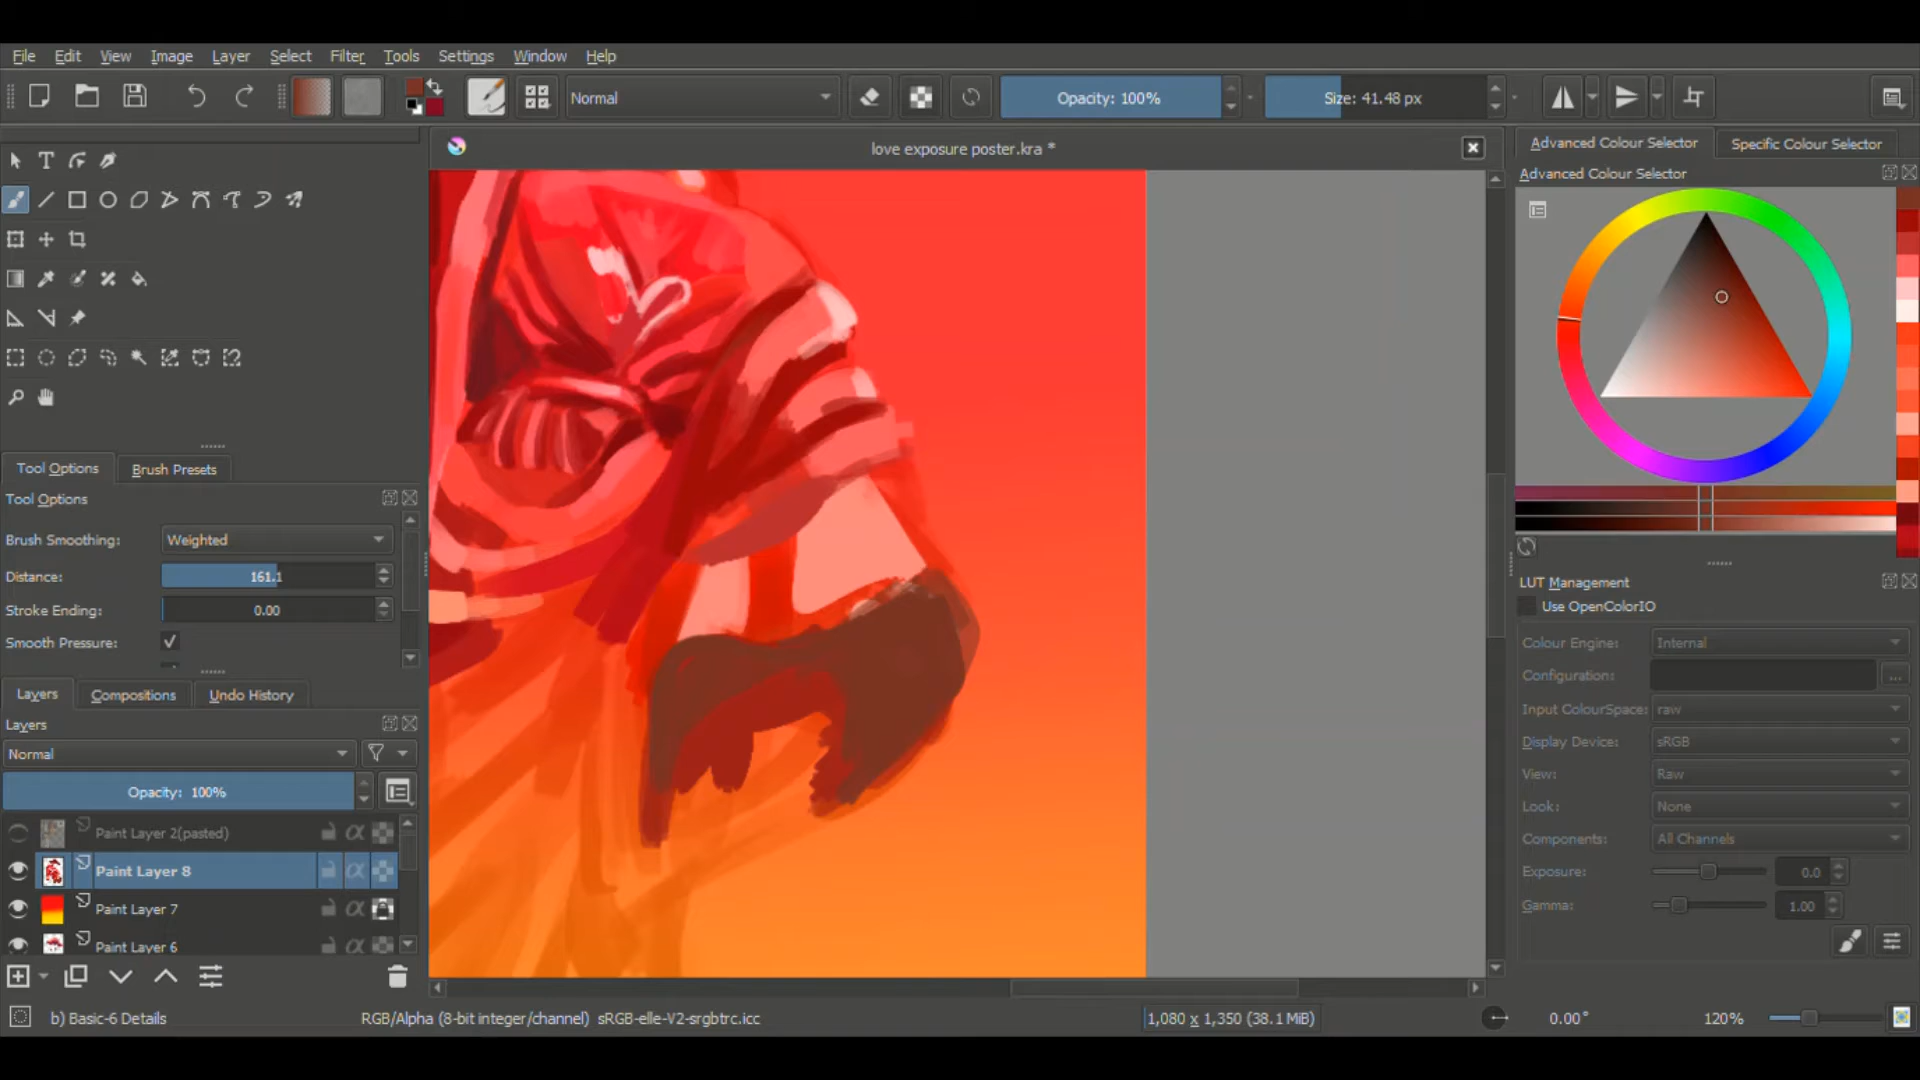 File Edit View Image Layer Select Filter Tools Settings Window Help
Normal Opacity: 100% Size: 41.48 px
love exposure poster.kra *
Advanced Colour Selector Specific Colour Selector
Advanced Colour Selector
Tool Options Brush Presets
Tool Options
Brush Smoothing: Weighted
Distance: 161.1
Stroke Ending: 0.00
Smooth Pressure:
Layers Compositions Undo History
Layers
Normal
Opacity: 100%
Paint Layer 2(pasted)
Paint Layer 8
Paint Layer 7
Paint Layer 6
LUT Management
Use OpenColorIO
Colour Engine: Internal
Configuration: ...
Input ColourSpace: raw
Display Device: sRGB
View: Raw
Look: None
Components: All Channels
Exposure: 0.0
Gamma: 1.00
b) Basic-6 Details RGB/Alpha (8-bit integer/channel) sRGB-elle-V2-srgbtrc.icc 1,080 x 1,350 (38.1 MiB) 0.00° 120%